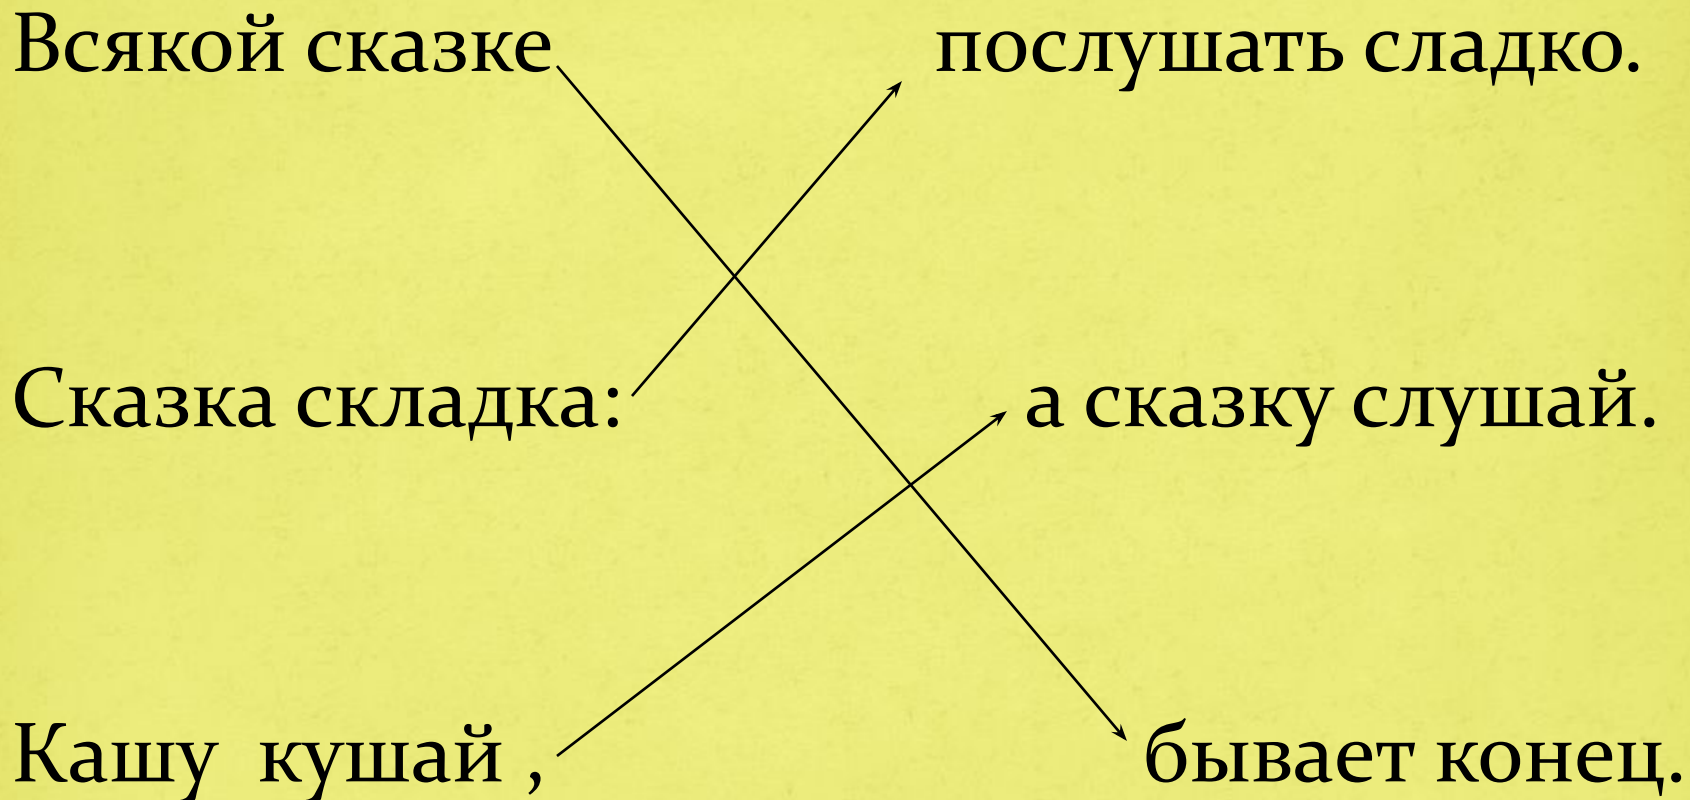 Всякой сказке послушать сладко.
Сказка складка: а сказку слушай.
Кашу кушай , бывает конец.